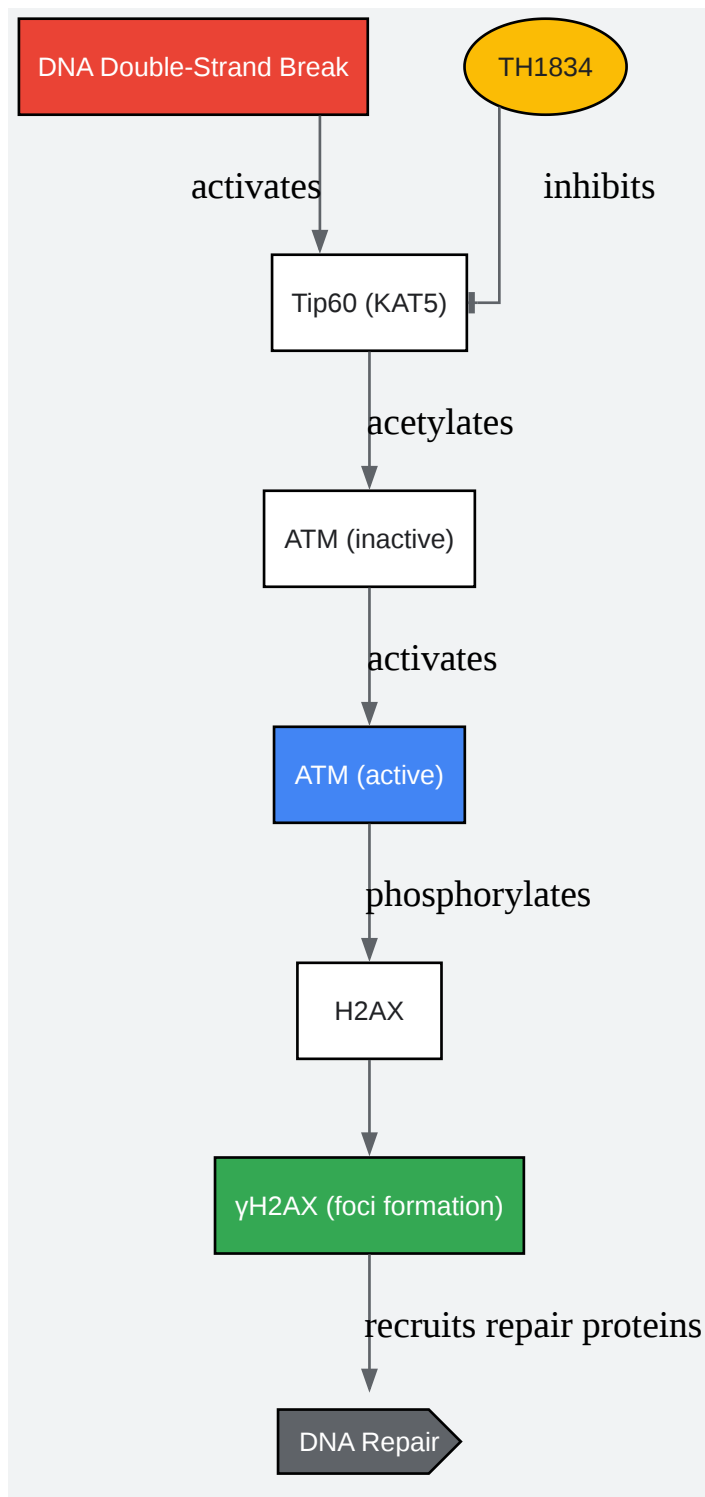 DNA Double-Strand Break
TH1834
activates
inhibits
Tip60 (KAT5)
acetylates
ATM (inactive)
activates
ATM (active)
phosphorylates
H2AX
γH2AX (foci formation)
recruits repair proteins
DNA Repair